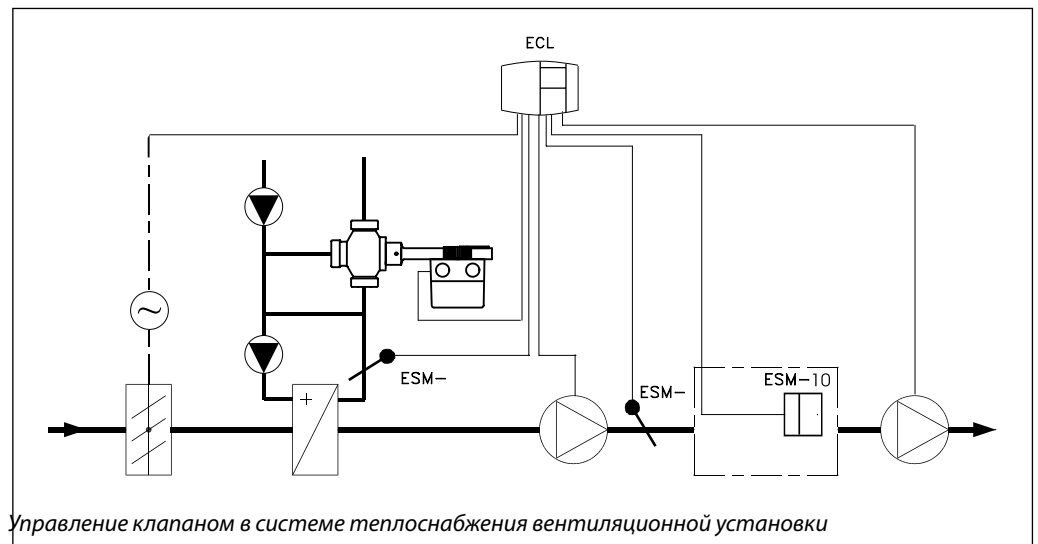 ECL
ESM-
ESM-
ESM-10
Управление клапаном в системе теплоснабжения вентиляционной установки